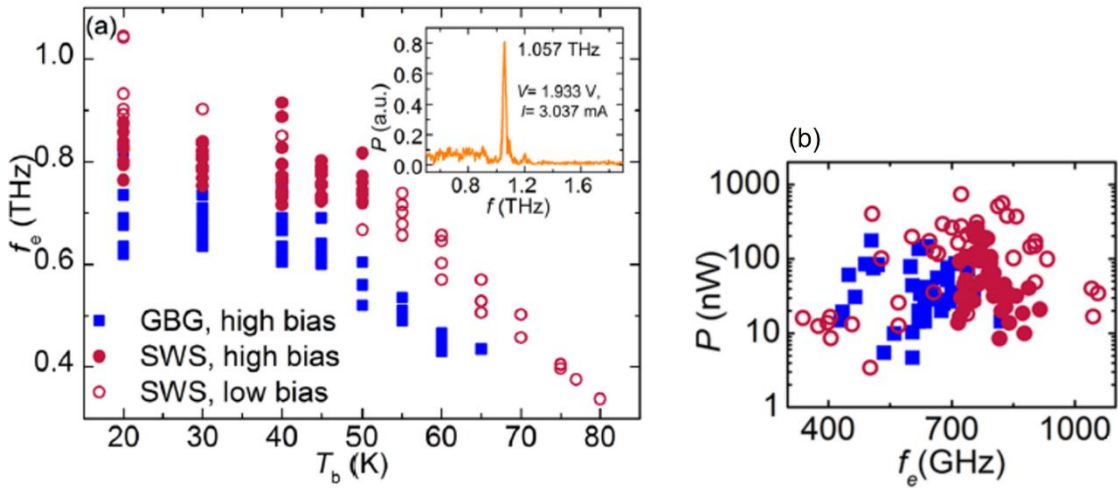 (a)
f_e (THz)
1.0
0.8
0.6
0.4
20 30 40 50 60 70 80
T_b (K)
GBG, high bias
SWS, high bias
SWS, low bias
P (a.u.)
0.8
0.6
0.4
0.2
0.0
0.8 1.2 1.6
f (THz)
1.057 THz
V= 1.933 V,
I= 3.037 mA
(b)
P (nW)
1000
100
10
1
400 700 1000
f_e(GHz)